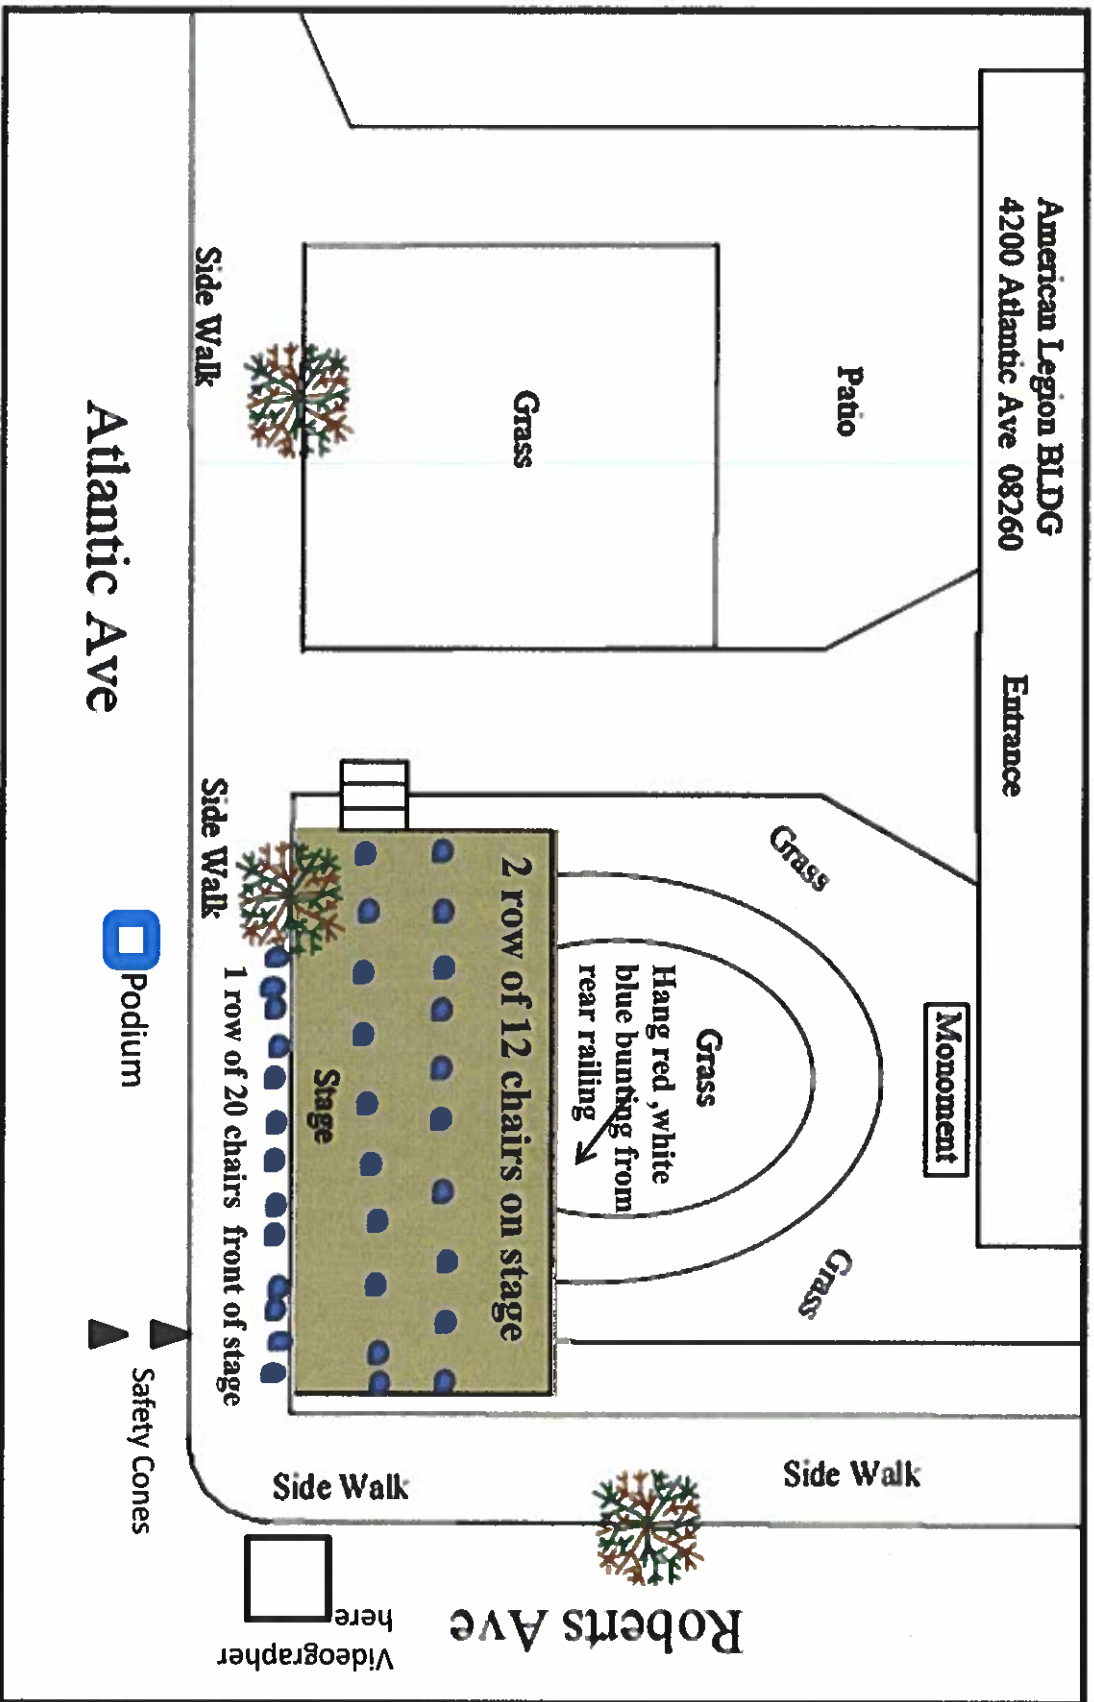 American Legion BLDG
4200 Atlantic Ave 08260
Entrance
Patio
Grass
Grass
Monoment
Grass
Grass
Hang red ,white
blue bunting from
rear railing
2 row of 12 chairs on stage
Stage
1 row of 20 chairs front of stage
Side Walk
Side Walk
Side Walk
Side Walk
Atlantic Ave
Podium
Safety Cones
Roberts Ave
Videographer
here